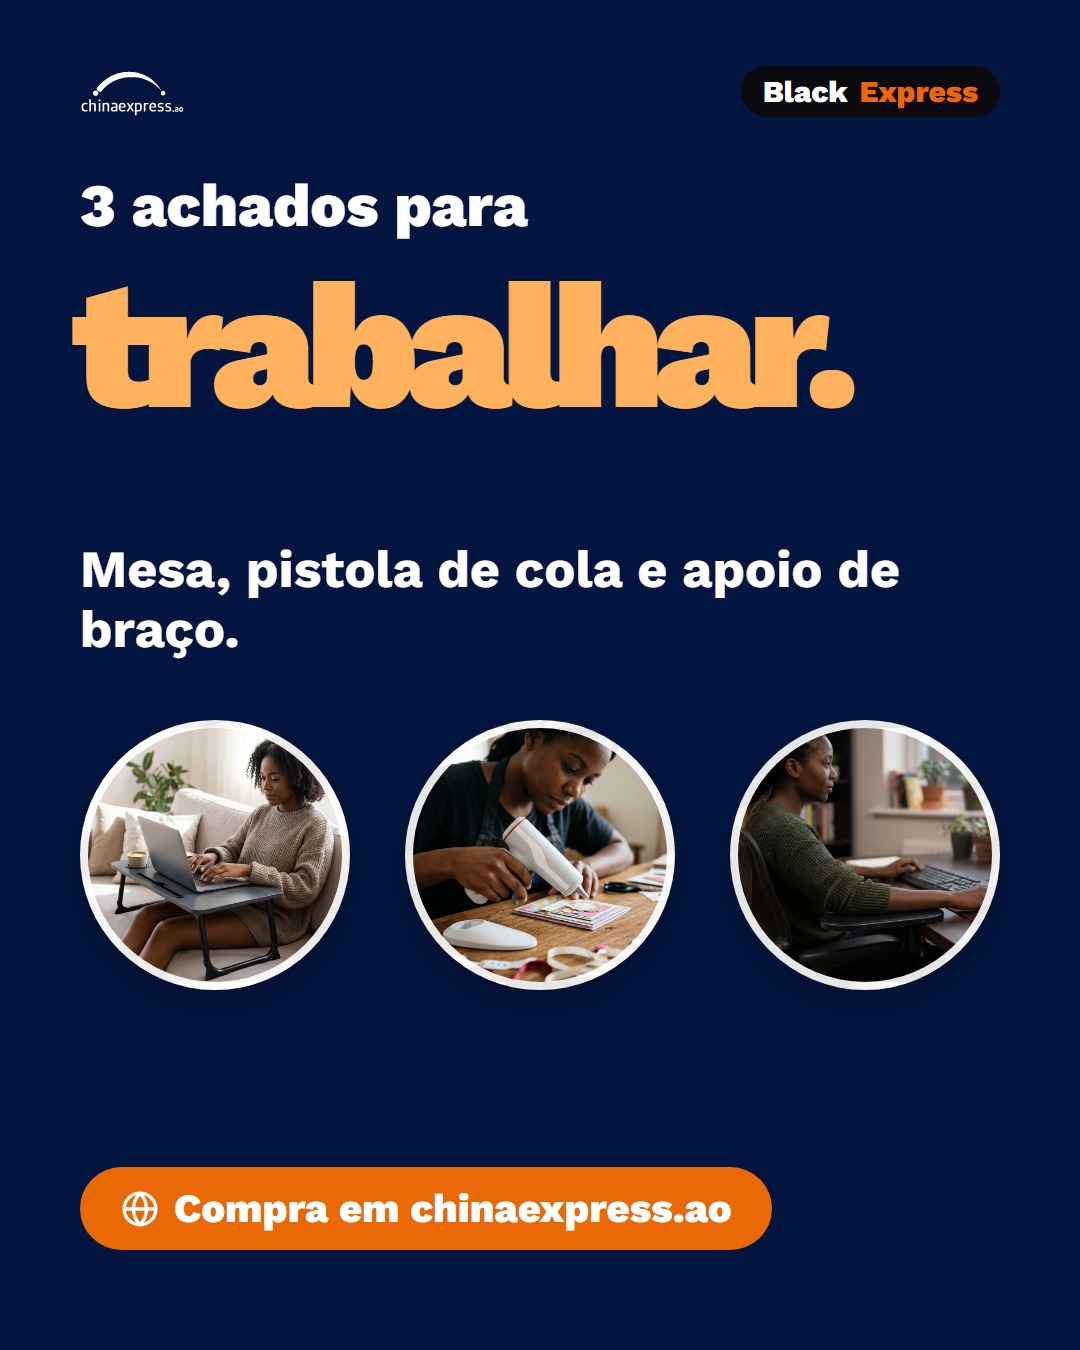 chinaexpress.ao
Black Express
3 achados para
trabalhar.
Mesa, pistola de cola e apoio de
braço.
Compra em chinaexpress.ao